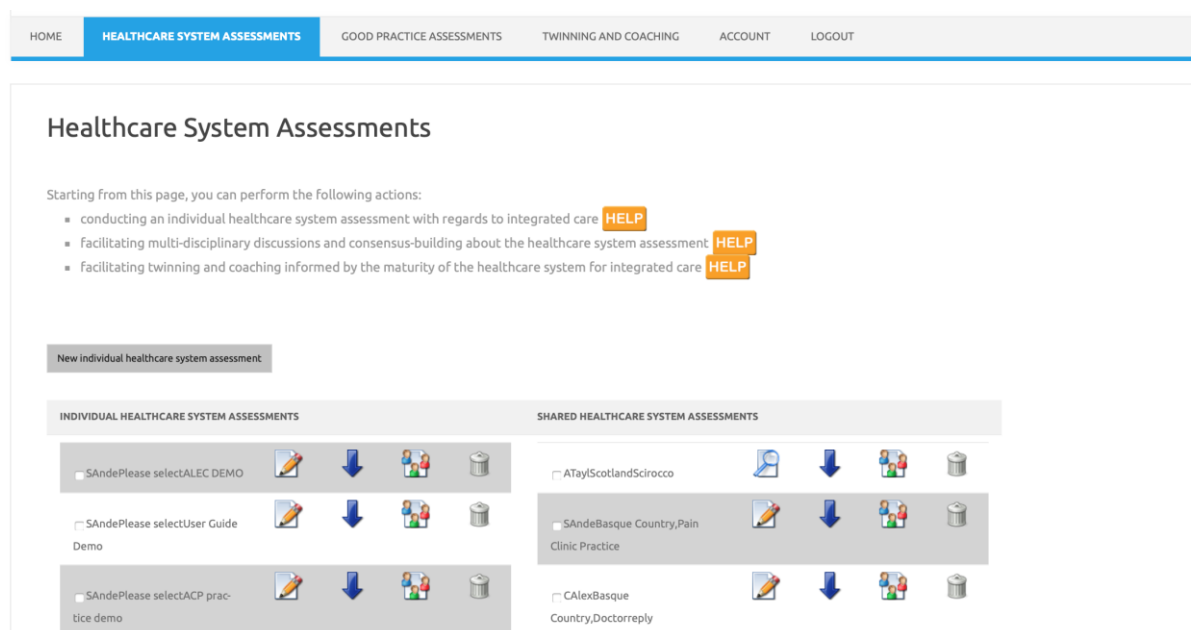 HOME HEALTHCARE SYSTEM ASSESSMENTS GOOD PRACTICE ASSESSMENTS TWINNING AND COACHING ACCOUNT LOGOUT
Healthcare System Assessments
Starting from this page, you can perform the following actions:
conducting an individual healthcare system assessment with regards to integrated care HELP
facilitating multi-disciplinary discussions and consensus-building about the healthcare system assessment HELP
facilitating twinning and coaching informed by the maturity of the healthcare system for integrated care HELP
New individual healthcare system assessment
INDIVIDUAL HEALTHCARE SYSTEM ASSESSMENTS
SAndePlease selectALEC DEMO
SAndePlease selectUser Guide
Demo
SAndePlease selectACP prac-
tice demo
SHARED HEALTHCARE SYSTEM ASSESSMENTS
ATaylScotlandScirocco
SAndeBasque Country,Pain
Clinic Practice
CAlexBasque
Country,Doctorreply